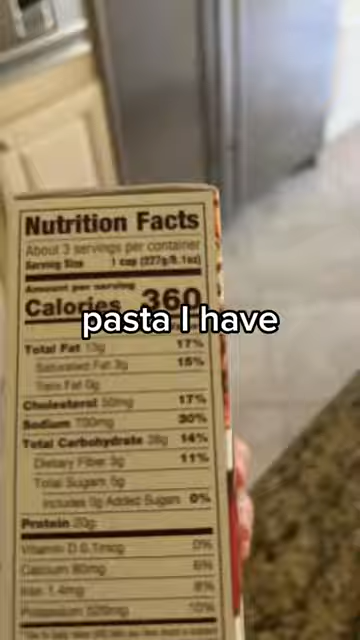 Nutrition Facts
About 3 servings per container
Serving Size 1 cup (227g/8.1oz)
Amount per serving
Calories 360
pasta I have
Total Fat 13g 17%
Saturated Fat 3g 15%
Trans Fat 0g
Cholesterol 50mg 17%
Sodium 700mg 30%
Total Carbohydrate 38g 14%
Dietary Fiber 3g 11%
Total Sugars 5g
Includes 0g Added Sugars 0%
Protein 20g
Vitamin D 0.1mcg 0%
Calcium 80mg 6%
Iron 1.4mg 8%
Potassium 500mg 10%